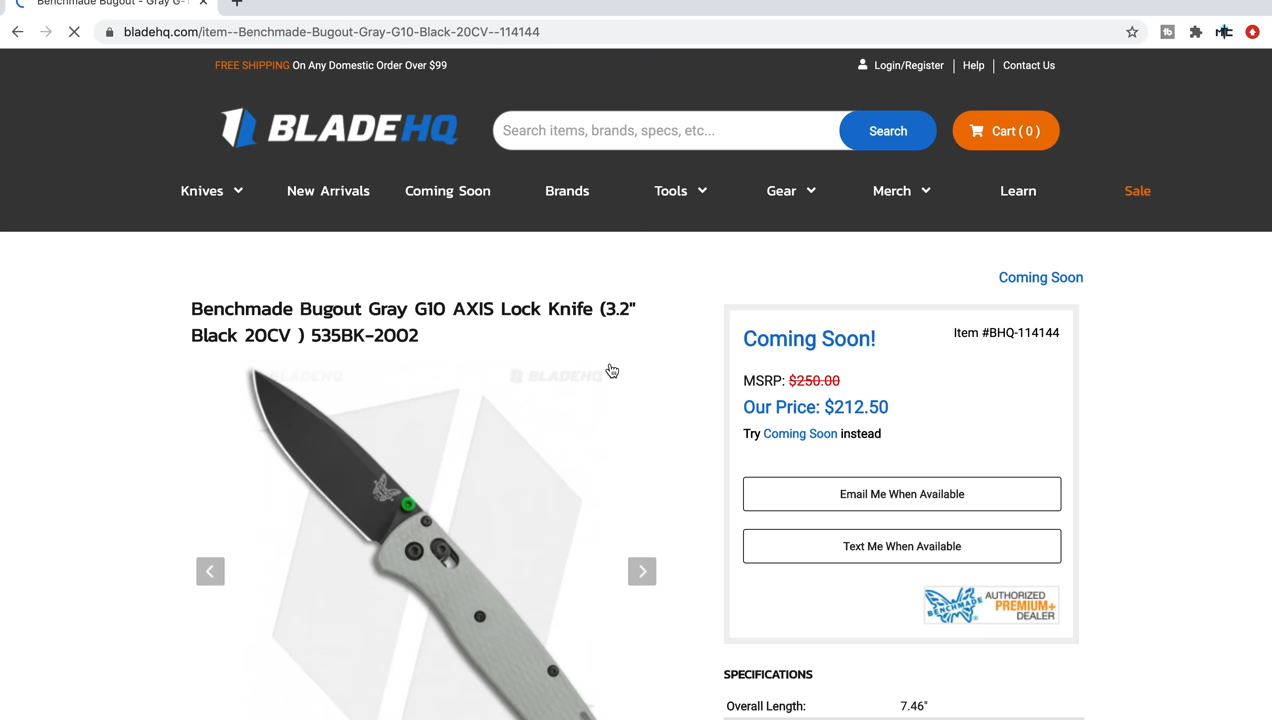 Benchmade Bugout - Gray G-1
bladehq.com/item--Benchmade-Bugout-Gray-G10-Black-20CV--114144
FREE SHIPPING On Any Domestic Order Over $99
Login/Register | Help | Contact Us
BLADEHQ
Search items, brands, specs, etc...
Search
Cart ( 0 )
Knives
New Arrivals
Coming Soon
Brands
Tools
Gear
Merch
Learn
Sale
Coming Soon
Benchmade Bugout Gray G10 AXIS Lock Knife (3.2"
Black 20CV ) 535BK-2002
BLADEHQ
BLADEHQ
Coming Soon!
Item #BHQ-114144
MSRP: $250.00
Our Price: $212.50
Try Coming Soon instead
Email Me When Available
Text Me When Available
BENCHMADE
AUTHORIZED
PREMIUM+
DEALER
SPECIFICATIONS
Overall Length: 7.46"